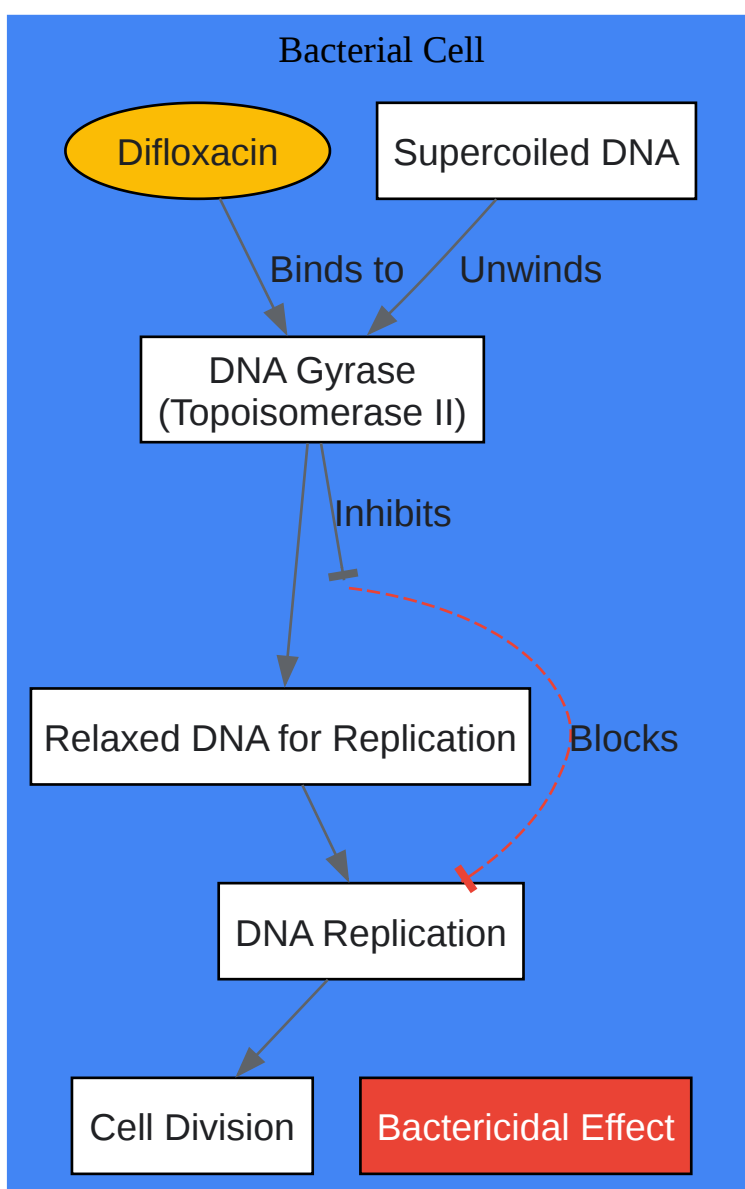 Bacterial Cell
Difloxacin
Supercoiled DNA
Binds to
Unwinds
DNA Gyrase
(Topoisomerase II)
Inhibits
Relaxed DNA for Replication
Blocks
DNA Replication
Cell Division
Bactericidal Effect